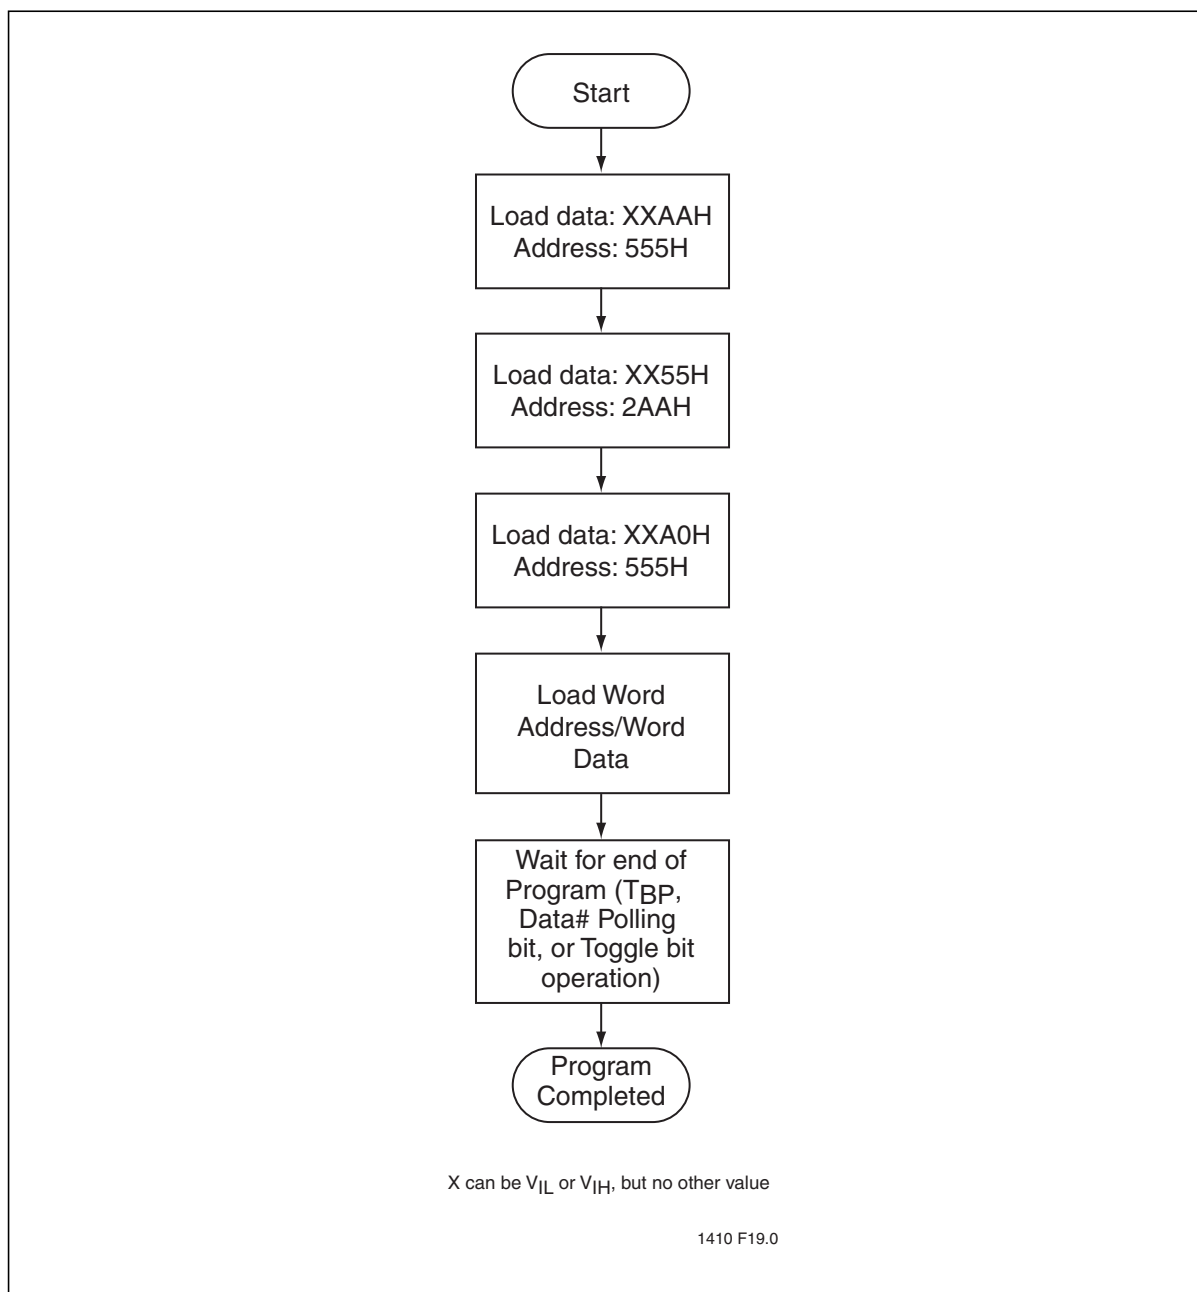 Start
Load data: XXAAH
Address: 555H
Load data: XX55H
Address: 2AAH
Load data: XXA0H
Address: 555H
Load Word
Address/Word
Data
Wait for end of
Program (TBP,
Data# Polling
bit, or Toggle bit
operation)
Program
Completed
X can be VIL or VIH, but no other value
1410 F19.0